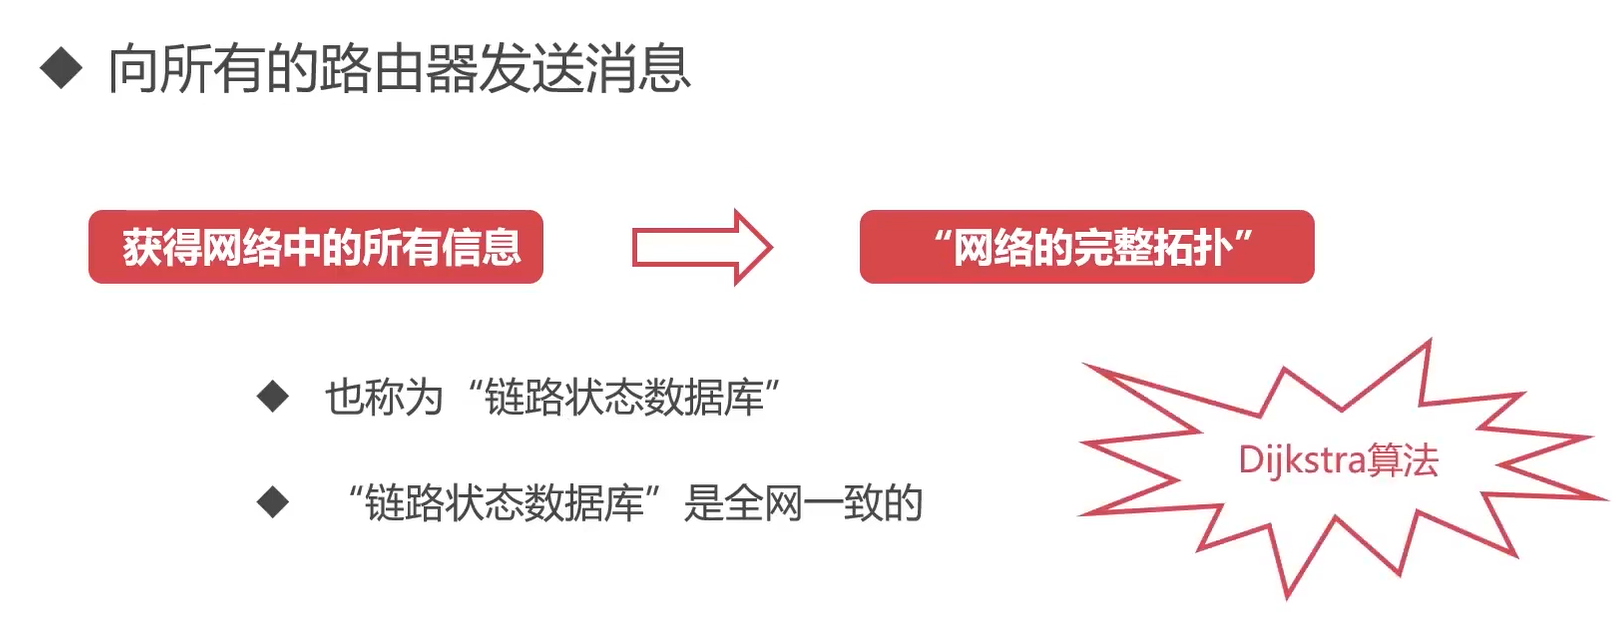 向所有的路由器发送消息
获得网络中的所有信息
“网络的完整拓扑”
也称为“链路状态数据库”
“链路状态数据库”是全网一致的
Dijkstra算法